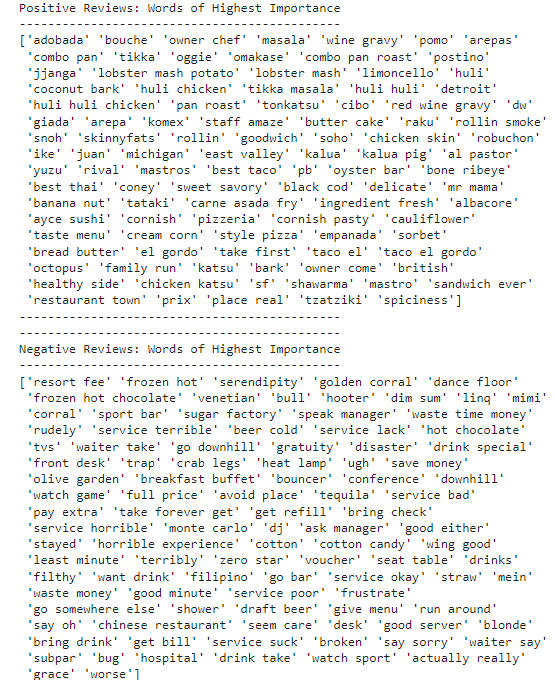 Positive Reviews: Words of Highest Importance
-------------------------------------------
['adobada' 'bouche' 'owner chef' 'masala' 'wine gravy' 'pomo' 'arepas'
'combo pan' 'tikka' 'oggie' 'omakase' 'combo pan roast' 'postino'
'jjanga' 'lobster mash potato' 'lobster mash' 'limoncello' 'huli'
'coconut bark' 'huli chicken' 'tikka masala' 'huli huli' 'detroit'
'huli huli chicken' 'pan roast' 'tonkatsu' 'cibo' 'red wine gravy' 'dw'
'giada' 'arepa' 'komex' 'staff amaze' 'butter cake' 'raku' 'rollin smoke'
'snoh' 'skinnyfats' 'rollin' 'goodwich' 'soho' 'chicken skin' 'robuchon'
'ike' 'juan' 'michigan' 'east valley' 'kalua' 'kalua pig' 'al pastor'
'yuzu' 'rival' 'mastros' 'best taco' 'pb' 'oyster bar' 'bone ribeye'
'best thai' 'coney' 'sweet savory' 'black cod' 'delicate' 'mr mama'
'banana nut' 'tataki' 'carne asada fry' 'ingredient fresh' 'albacore'
'ayce sushi' 'cornish' 'pizzeria' 'cornish pasty' 'cauliflower'
'taste menu' 'cream corn' 'style pizza' 'empanada' 'sorbet'
'bread butter' 'el gordo' 'take first' 'taco el' 'taco el gordo'
'octopus' 'family run' 'katsu' 'bark' 'owner come' 'british'
'healthy side' 'chicken katsu' 'sf' 'shawarma' 'mastro' 'sandwich ever'
'restaurant town' 'prix' 'place real' 'tzatziki' 'spiciness']
-------------------------------------------
-------------------------------------------
Negative Reviews: Words of Highest Importance
-------------------------------------------
['resort fee' 'frozen hot' 'serendipity' 'golden corral' 'dance floor'
'frozen hot chocolate' 'venetian' 'bull' 'hooter' 'dim sum' 'linq' 'mimi'
'corral' 'sport bar' 'sugar factory' 'speak manager' 'waste time money'
'rudely' 'service terrible' 'beer cold' 'service lack' 'hot chocolate'
'tvs' 'waiter take' 'go downhill' 'gratuity' 'disaster' 'drink special'
'front desk' 'trap' 'crab legs' 'heat lamp' 'ugh' 'save money'
'olive garden' 'breakfast buffet' 'bouncer' 'conference' 'downhill'
'watch game' 'full price' 'avoid place' 'tequila' 'service bad'
'pay extra' 'take forever get' 'get refill' 'bring check'
'service horrible' 'monte carlo' 'dj' 'ask manager' 'good either'
'stayed' 'horrible experience' 'cotton' 'cotton candy' 'wing good'
'least minute' 'terribly' 'zero star' 'voucher' 'seat table' 'drinks'
'filthy' 'want drink' 'filipino' 'go bar' 'service okay' 'straw' 'mein'
'waste money' 'good minute' 'service poor' 'frustrate'
'go somewhere else' 'shower' 'draft beer' 'give menu' 'run around'
'say oh' 'chinese restaurant' 'seem care' 'desk' 'good server' 'blonde'
'bring drink' 'get bill' 'service suck' 'broken' 'say sorry' 'waiter say'
'subpar' 'bug' 'hospital' 'drink take' 'watch sport' 'actually really'
'grace' 'worse']